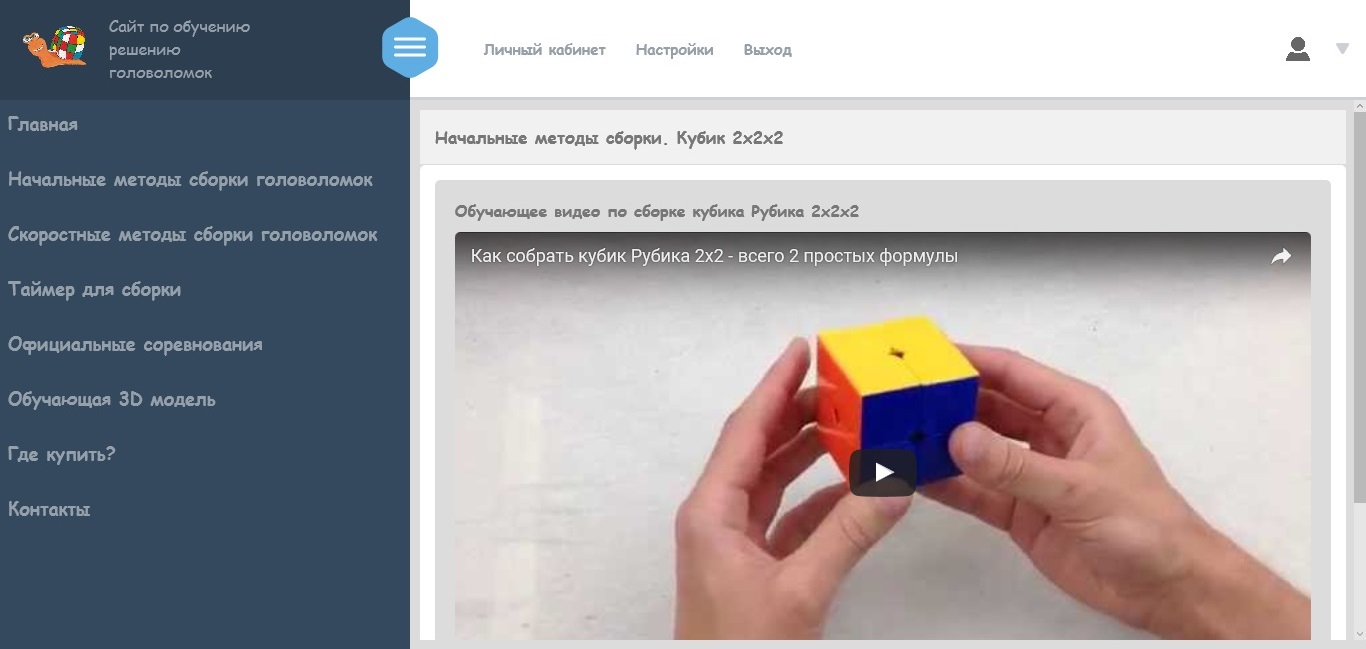 Сайт по обучению
решению
головоломок
Личный кабинет Настройки Выход
Главная
Начальные методы сборки головоломок
Скоростные методы сборки головоломок
Таймер для сборки
Официальные соревнования
Обучающая 3D модель
Где купить?
Контакты
Начальные методы сборки. Кубик 2x2x2
Обучающее видео по сборке кубика Рубика 2x2x2
Как собрать кубик Рубика 2x2 - всего 2 простых формулы